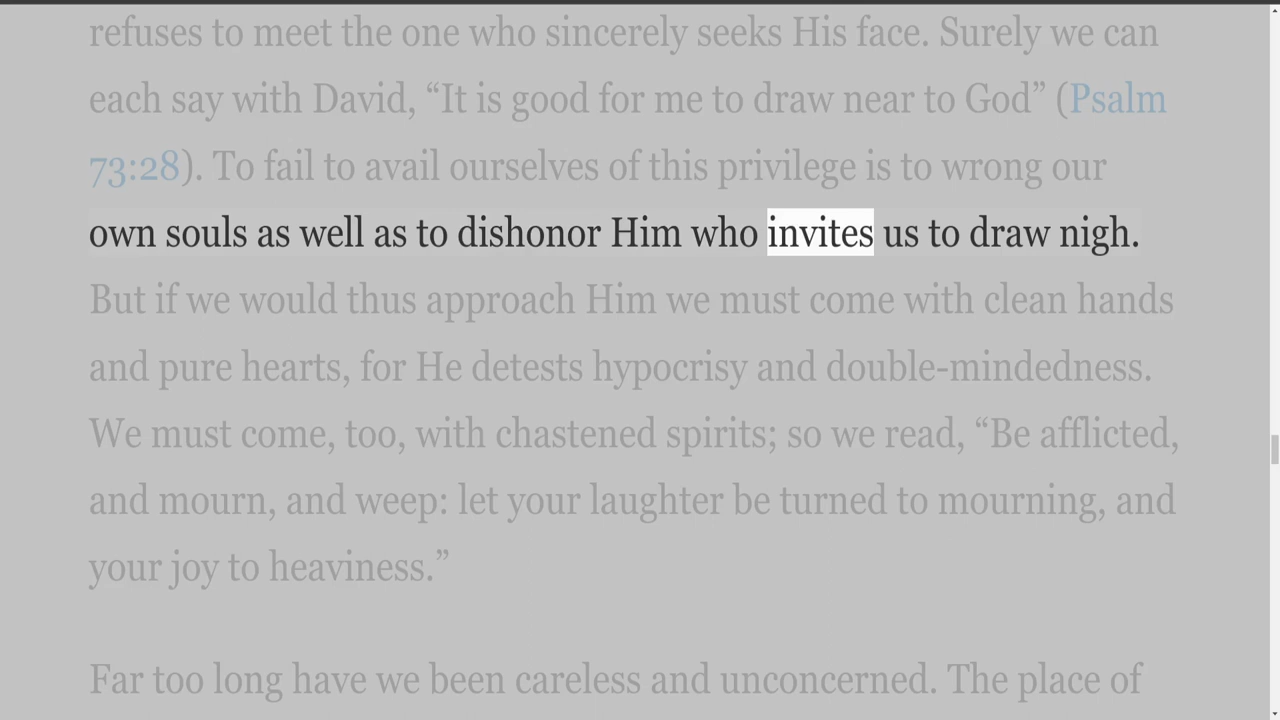 refuses to meet the one who sincerely seeks His face. Surely we can
each say with David, “It is good for me to draw near to God” (Psalm
73:28). To fail to avail ourselves of this privilege is to wrong our
own souls as well as to dishonor Him who invites us to draw nigh.
But if we would thus approach Him we must come with clean hands
and pure hearts, for He detests hypocrisy and double-mindedness.
We must come, too, with chastened spirits; so we read, “Be afflicted,
and mourn, and weep: let your laughter be turned to mourning, and
your joy to heaviness.”
Far too long have we been careless and unconcerned. The place of